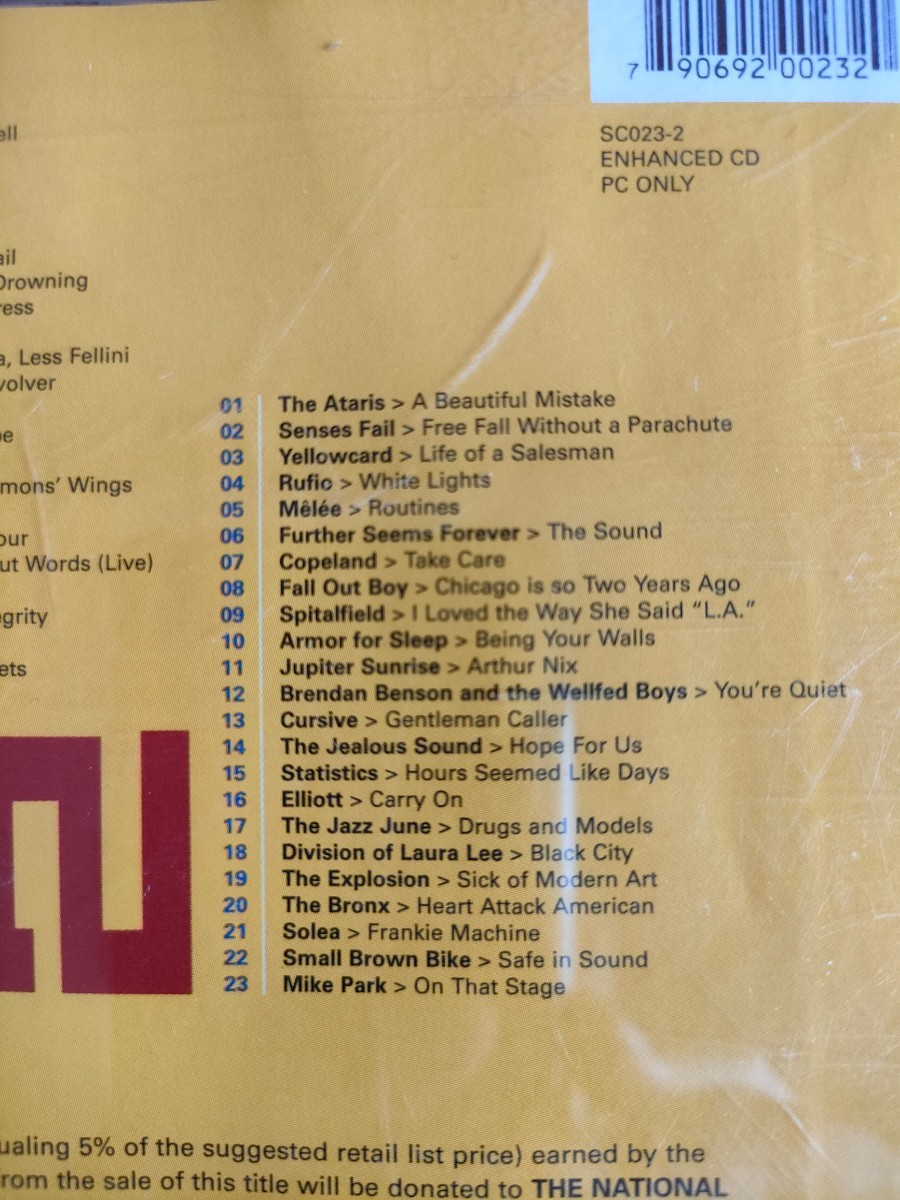 7 90692 00232
SC023-2
ENHANCED CD
PC ONLY
ell
ail
Drowning
ress
a, Less Fellini
volver
be
mons' Wings
our
ut Words (Live)
egrity
ets
01 The Ataris > A Beautiful Mistake
02 Senses Fail > Free Fall Without a Parachute
03 Yellowcard > Life of a Salesman
04 Rufio > White Lights
05 Mêlée > Routines
06 Further Seems Forever > The Sound
07 Copeland > Take Care
08 Fall Out Boy > Chicago is so Two Years Ago
09 Spitalfield > I Loved the Way She Said “L.A.”
10 Armor for Sleep > Being Your Walls
11 Jupiter Sunrise > Arthur Nix
12 Brendan Benson and the Wellfed Boys > You're Quiet
13 Cursive > Gentleman Caller
14 The Jealous Sound > Hope For Us
15 Statistics > Hours Seemed Like Days
16 Elliott > Carry On
17 The Jazz June > Drugs and Models
18 Division of Laura Lee > Black City
19 The Explosion > Sick of Modern Art
20 The Bronx > Heart Attack American
21 Solea > Frankie Machine
22 Small Brown Bike > Safe in Sound
23 Mike Park > On That Stage
ualing 5% of the suggested retail list price) earned by the
from the sale of this title will be donated to THE NATIONAL